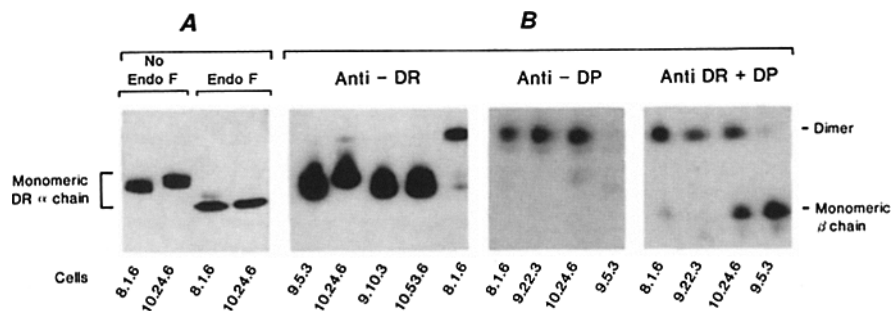 A
B
No
Endo F
Endo F
Anti - DR
Anti - DP
Anti DR + DP
Monomeric
DR α chain
- Dimer
- Monomeric
β chain
Cells
8.1.6
10.24.6
8.1.6
10.24.6
9.5.3
10.24.6
9.10.3
10.53.6
8.1.6
8.1.6
9.22.3
10.24.6
9.5.3
8.1.6
9.22.3
10.24.6
9.5.3